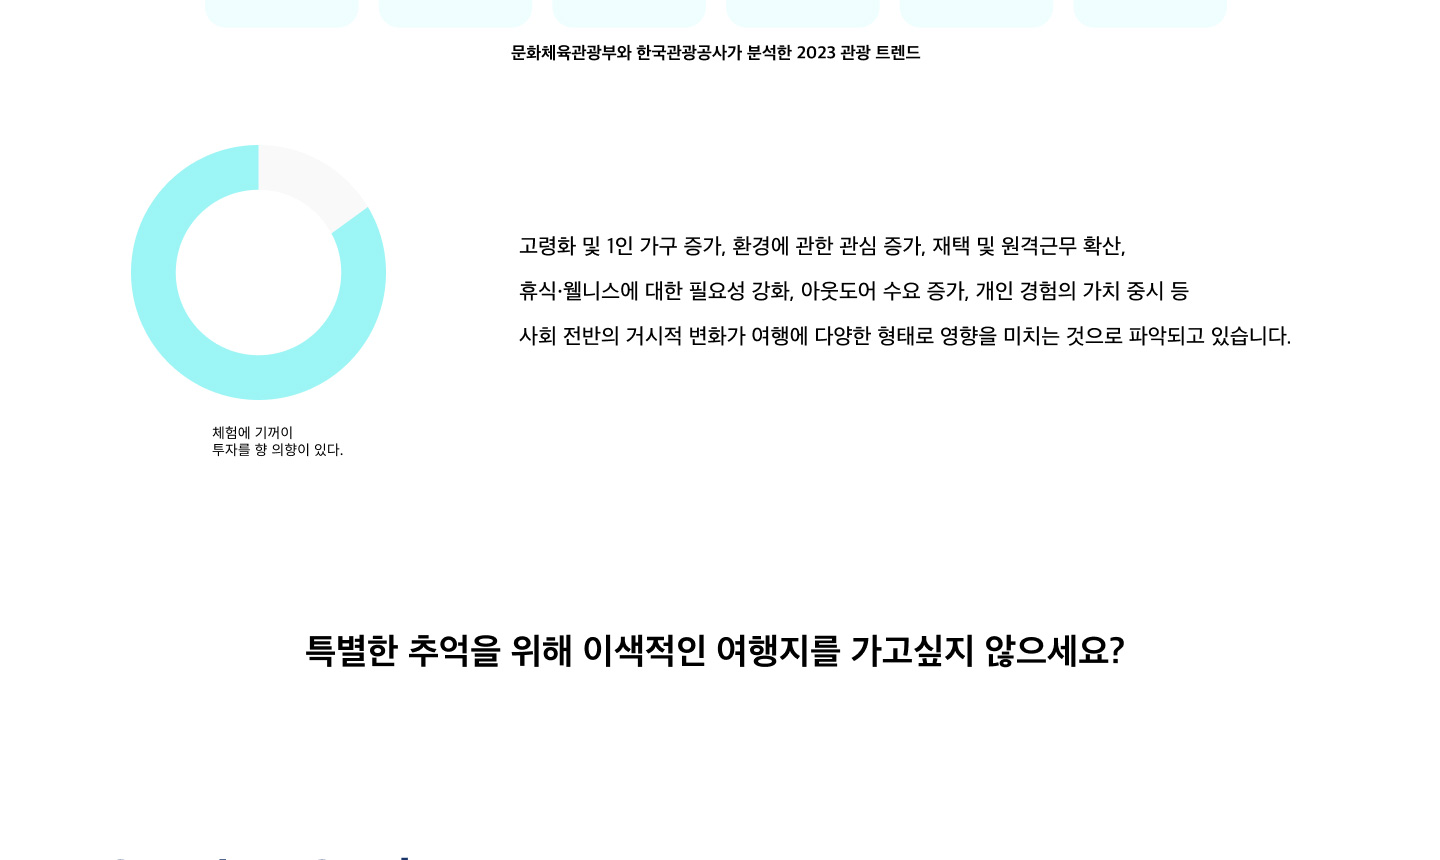 문화체육관광부와 한국관광공사가 분석한 2023 관광 트렌드
고령화 및 1인 가구 증가, 환경에 관한 관심 증가, 재택 및 원격근무 확산,
휴식·웰니스에 대한 필요성 강화, 아웃도어 수요 증가, 개인 경험의 가치 중시 등
사회 전반의 거시적 변화가 여행에 다양한 형태로 영향을 미치는 것으로 파악되고 있습니다.
체험에 기꺼이
투자를 향 의향이 있다.
특별한 추억을 위해 이색적인 여행지를 가고싶지 않으세요?